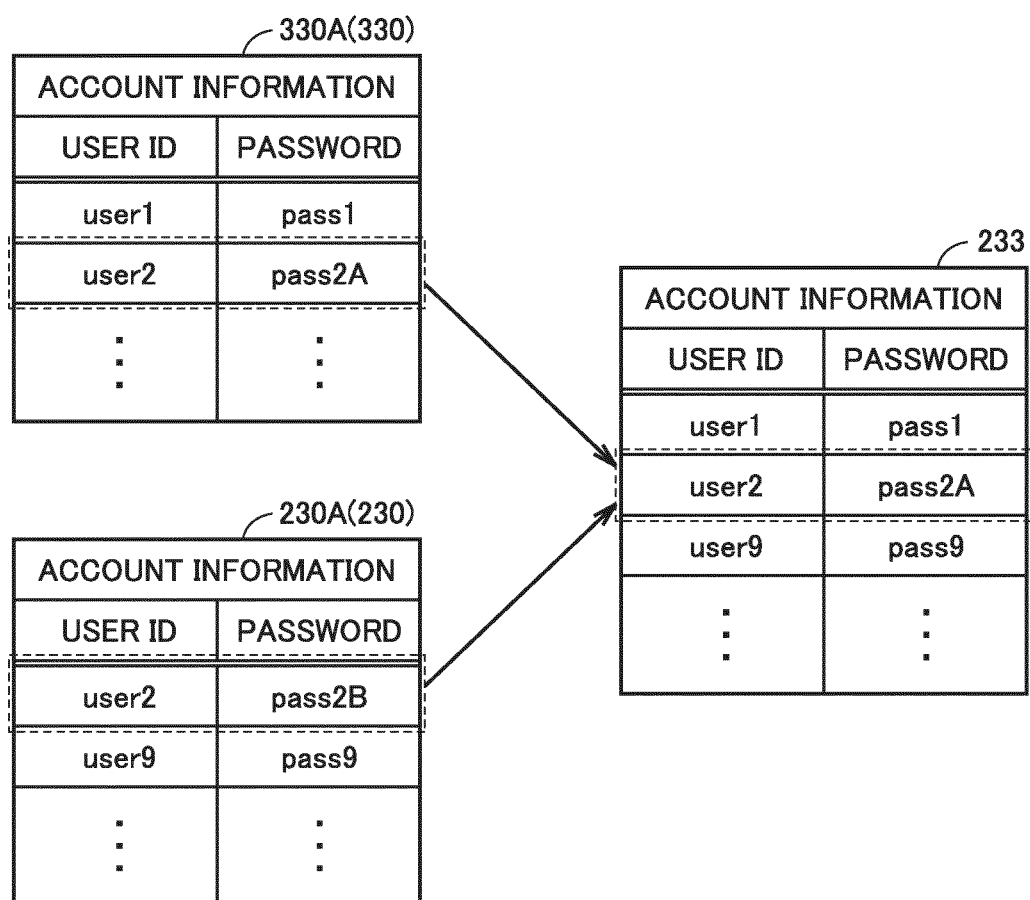 330A(330)
ACCOUNT INFORMATION
USER ID PASSWORD
user1 pass1
user2 pass2A
230A(230)
ACCOUNT INFORMATION
USER ID PASSWORD
user2 pass2B
user9 pass9
233
ACCOUNT INFORMATION
USER ID PASSWORD
user1 pass1
user2 pass2A
user9 pass9